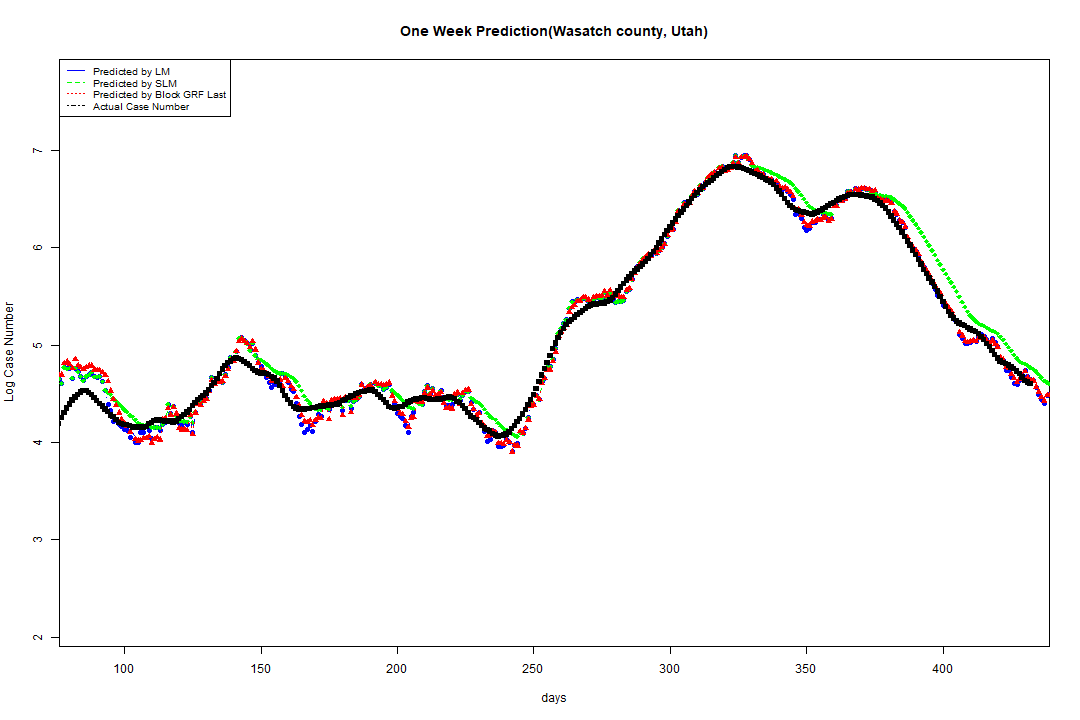 One Week Prediction(Wasatch county, Utah)
Predicted by LM
Predicted by SLM
Predicted by Block GRF Last
Actual Case Number
Log Case Number
7
6
5
4
3
2
100 150 200 250 300 350 400
days